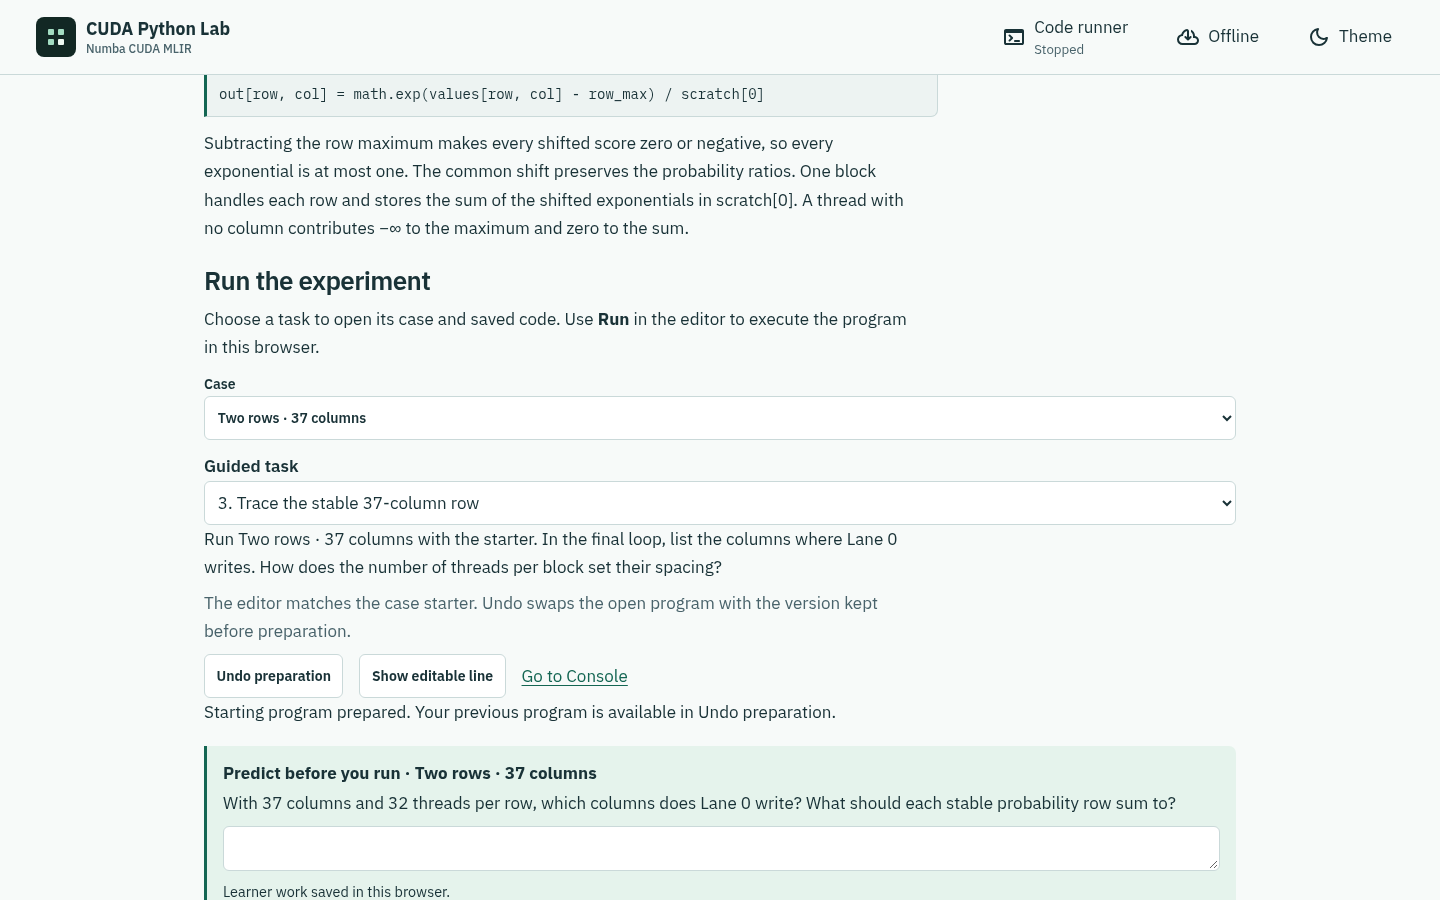 CUDA Python Lab
Numba CUDA MLIR
Code runner
Stopped
Offline
Theme
out[row, col] = math.exp(values[row, col] - row_max) / scratch[0]
Subtracting the row maximum makes every shifted score zero or negative, so every
exponential is at most one. The common shift preserves the probability ratios. One block
handles each row and stores the sum of the shifted exponentials in scratch[0]. A thread with
no column contributes −∞ to the maximum and zero to the sum.
Run the experiment
Choose a task to open its case and saved code. Use Run in the editor to execute the program
in this browser.
Case
Two rows · 37 columns
Guided task
3. Trace the stable 37-column row
Run Two rows · 37 columns with the starter. In the final loop, list the columns where Lane 0
writes. How does the number of threads per block set their spacing?
The editor matches the case starter. Undo swaps the open program with the version kept
before preparation.
Undo preparation
Show editable line
Go to Console
Starting program prepared. Your previous program is available in Undo preparation.
Predict before you run · Two rows · 37 columns
With 37 columns and 32 threads per row, which columns does Lane 0 write? What should each stable probability row sum to?
Learner work saved in this browser.